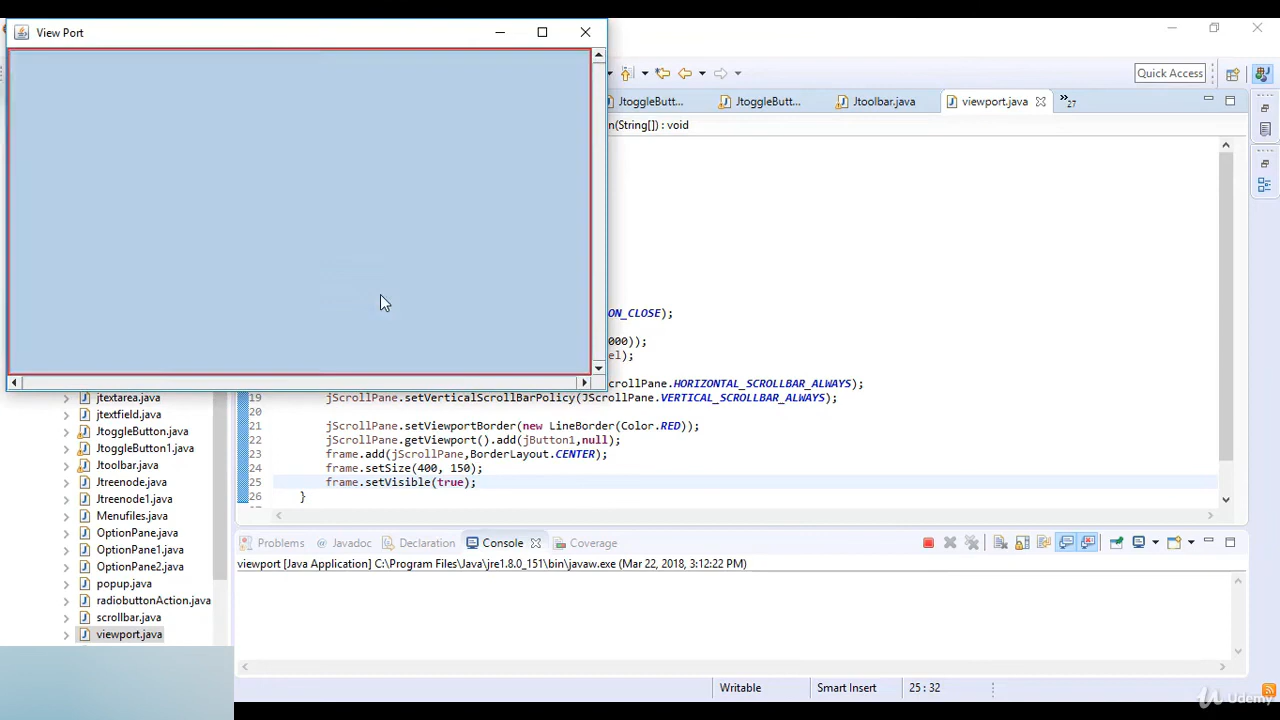 View Port
Quick Access
JtoggleButt...
JtoggleButt...
Jtoolbar.java
viewport.java
»27
n(String[]) : void
ON_CLOSE);
000));
el);
crollPane.HORIZONTAL_SCROLLBAR_ALWAYS);
19 jScrollPane.setVerticalScrollBarPolicy(JScrollPane.VERTICAL_SCROLLBAR_ALWAYS);
20
21 jScrollPane.setViewportBorder(new LineBorder(Color.RED));
22 jScrollPane.getViewport().add(jButton1,null);
23 frame.add(jScrollPane,BorderLayout.CENTER);
24 frame.setSize(400, 150);
25 frame.setVisible(true);
26 }
jtextarea.java
jtextfield.java
JtoggleButton.java
JtoggleButton1.java
Jtoolbar.java
Jtreenode.java
Jtreenode1.java
Menufiles.java
OptionPane.java
OptionPane1.java
OptionPane2.java
popup.java
radiobuttonAction.java
scrollbar.java
viewport.java
Problems
Javadoc
Declaration
Console
Coverage
viewport [Java Application] C:\Program Files\Java\jre1.8.0_151\bin\javaw.exe (Mar 22, 2018, 3:12:22 PM)
Writable
Smart Insert
25 : 32
Udemy